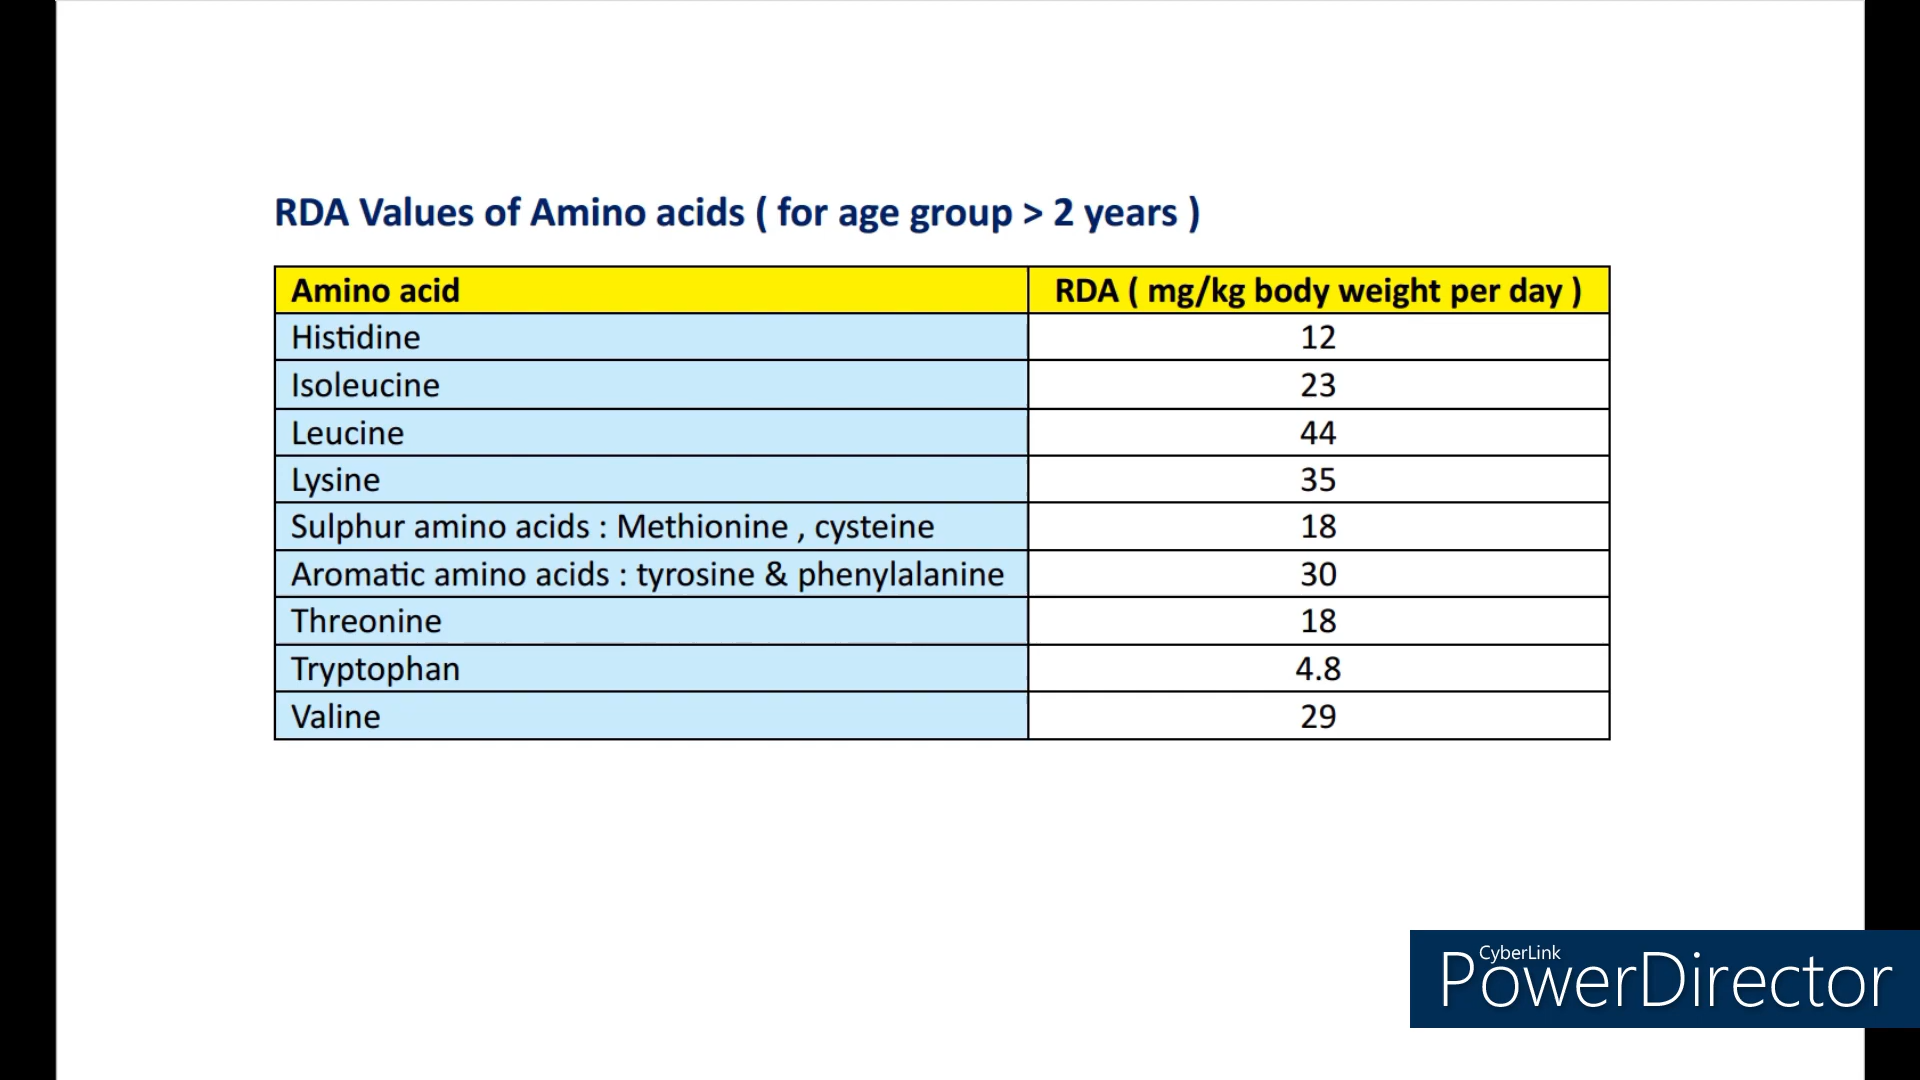 RDA Values of Amino acids ( for age group > 2 years )
Amino acid RDA ( mg/kg body weight per day )
Histidine 12
Isoleucine 23
Leucine 44
Lysine 35
Sulphur amino acids : Methionine , cysteine 18
Aromatic amino acids : tyrosine & phenylalanine 30
Threonine 18
Tryptophan 4.8
Valine 29
CyberLink
PowerDirector